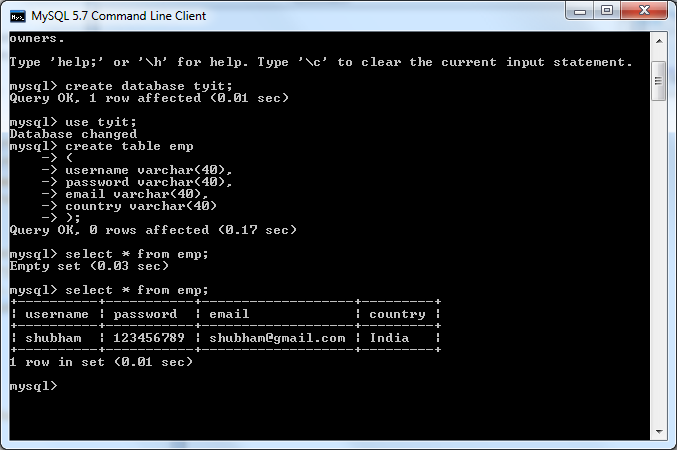 MySQL 5.7 Command Line Client
owners.
Type 'help;' or '\h' for help. Type '\c' to clear the current input statement.
mysql> create database tyit;
Query OK, 1 row affected (0.01 sec)
mysql> use tyit;
Database changed
mysql> create table emp
    -> (
    -> username varchar(40),
    -> password varchar(40),
    -> email varchar(40),
    -> country varchar(40)
    -> );
Query OK, 0 rows affected (0.17 sec)
mysql> select * from emp;
Empty set (0.03 sec)
mysql> select * from emp;
+----------+-----------+-------------------+---------+
¦ username ¦ password  ¦ email             ¦ country ¦
+----------+-----------+-------------------+---------+
¦ shubham  ¦ 123456789 ¦ shubham@gmail.com ¦ India   ¦
+----------+-----------+-------------------+---------+
1 row in set (0.01 sec)
mysql>